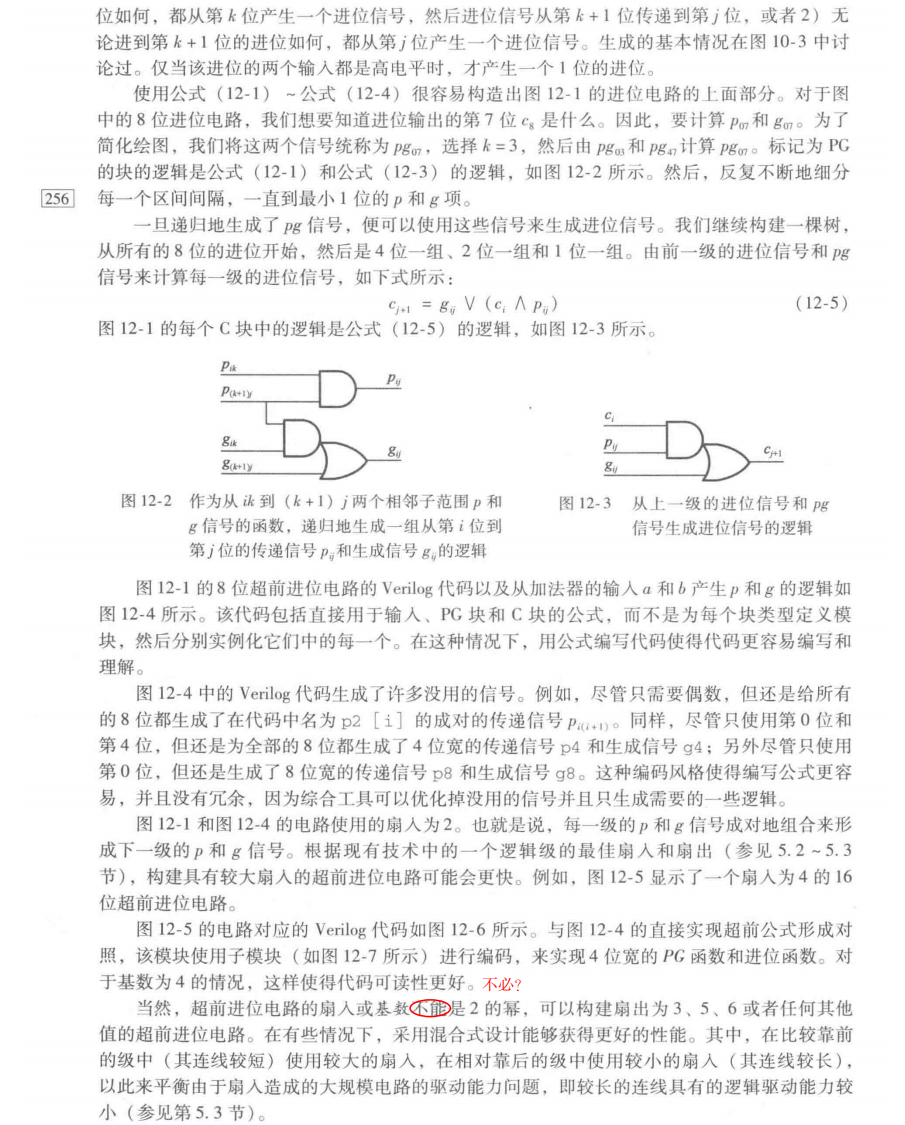 位如何，都从第 k 位产生一个进位信号，然后进位信号从第 k + 1 位传递到第 j 位，或者 2）无
论进到第 k + 1 位的进位如何，都从第 j 位产生一个进位信号。生成的基本情况在图 10-3 中讨
论过。仅当该进位的两个输入都是高电平时，才产生一个 1 位的进位。
使用公式（12-1）~ 公式（12-4）很容易构造出图 12-1 的进位电路的上面部分。对于图
中的 8 位进位电路，我们想要知道进位输出的第 7 位 c₈ 是什么。因此，要计算 p₀₇ 和 g₀₇。为了
简化绘图，我们将这两个信号统称为 pg₀₇，选择 k = 3，然后由 pg₀₃ 和 pg₄₇ 计算 pg₀₇。标记为 PG
的块的逻辑是公式（12-1）和公式（12-3）的逻辑，如图 12-2 所示。然后，反复不断地细分
256 每一个区间间隔，一直到最小 1 位的 p 和 g 项。
一旦递归地生成了 pg 信号，便可以使用这些信号来生成进位信号。我们继续构建一棵树，
从所有的 8 位的进位开始，然后是 4 位一组、2 位一组和 1 位一组。由前一级的进位信号和 pg
信号来计算每一级的进位信号，如下式所示：
c_{j+1} = g_{ij} ∨ (c_i ∧ p_{ij}) (12-5)
图 12-1 的每个 C 块中的逻辑是公式（12-5）的逻辑，如图 12-3 所示。
p_{ik}
p_{(k+1)j}
p_{ij}
g_{ik}
g_{(k+1)j}
g_{ij}
c_i
p_{ij}
g_{ij}
c_{j+1}
图 12-2 作为从 ik 到（k + 1）j 两个相邻子范围 p 和
g 信号的函数，递归地生成一组从第 i 位到
第 j 位的传递信号 p_{ij} 和生成信号 g_{ij} 的逻辑
图 12-3 从上一级的进位信号和 pg
信号生成进位信号的逻辑
图 12-1 的 8 位超前进位电路的 Verilog 代码以及从加法器的输入 a 和 b 产生 p 和 g 的逻辑如
图 12-4 所示。该代码包括直接用于输入、PG 块和 C 块的公式，而不是为每个块类型定义模
块，然后分别实例化它们中的每一个。在这种情况下，用公式编写代码使得代码更容易编写和
理解。
图 12-4 中的 Verilog 代码生成了许多没用的信号。例如，尽管只需要偶数，但还是给所有
的 8 位都生成了在代码中名为 p2 [i] 的成对的传递信号 p_{i(i+1)}。同样，尽管只使用第 0 位和
第 4 位，但还是为全部的 8 位都生成了 4 位宽的传递信号 p4 和生成信号 g4；另外尽管只使用
第 0 位，但还是生成了 8 位宽的传递信号 p8 和生成信号 g8。这种编码风格使得编写公式更容
易，并且没有冗余，因为综合工具可以优化掉没用的信号并且只生成需要的一些逻辑。
图 12-1 和图 12-4 的电路使用的扇入为 2。也就是说，每一级的 p 和 g 信号成对地组合来形
成下一级的 p 和 g 信号。根据现有技术中的一个逻辑级的最佳扇入和扇出（参见 5.2 ~ 5.3
节），构建具有较大扇入的超前进位电路可能会更快。例如，图 12-5 显示了一个扇入为 4 的 16
位超前进位电路。
图 12-5 的电路对应的 Verilog 代码如图 12-6 所示。与图 12-4 的直接实现超前公式形成对
照，该模块使用子模块（如图 12-7 所示）进行编码，来实现 4 位宽的 PG 函数和进位函数。对
于基数为 4 的情况，这样使得代码可读性更好。不必?
当然，超前进位电路的扇入或基数不能是 2 的幂，可以构建扇出为 3、5、6 或者任何其他
值的超前进位电路。在有些情况下，采用混合式设计能够获得更好的性能。其中，在比较靠前
的级中（其连线较短）使用较大的扇入，在相对靠后的级中使用较小的扇入（其连线较长），
以此来平衡由于扇入造成的大规模电路的驱动能力问题，即较长的连线具有的逻辑驱动能力较
小（参见第 5.3 节）。